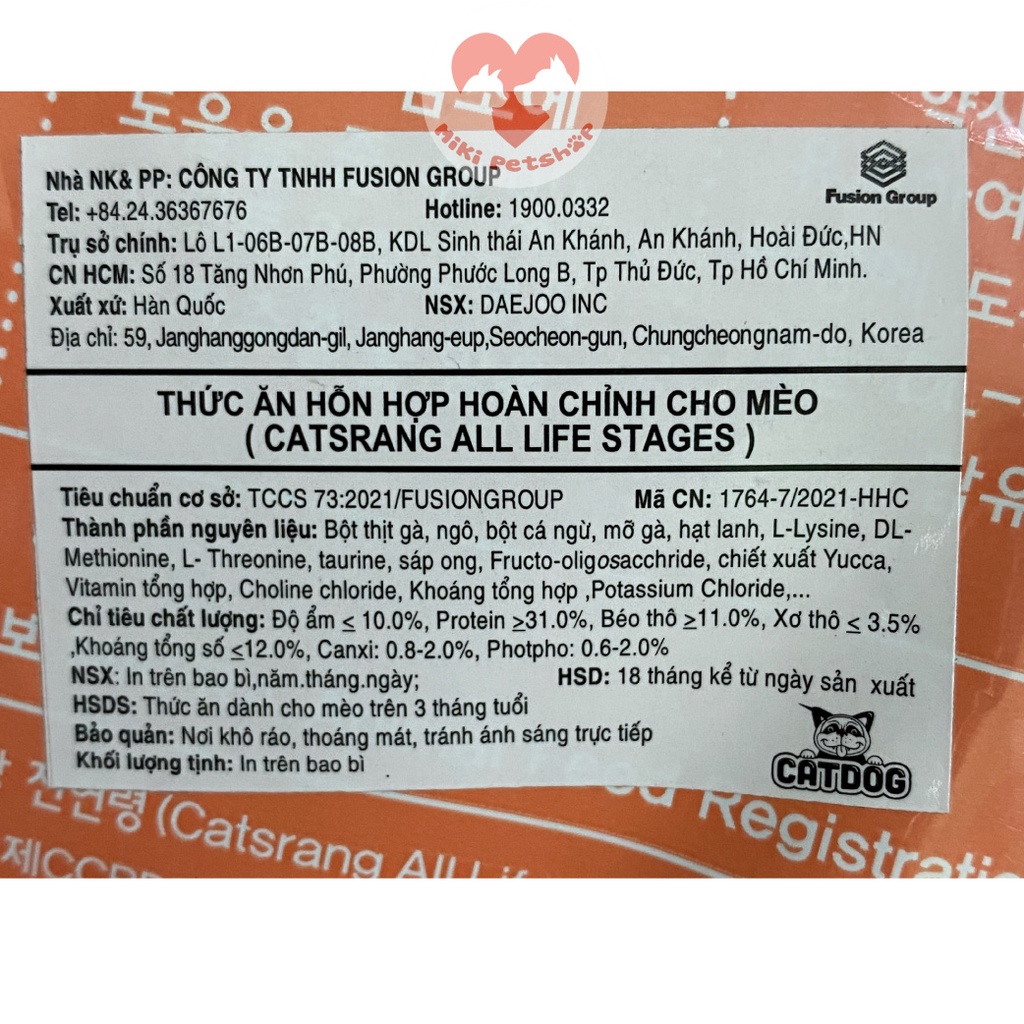 Miki Petshop
Nhà NK& PP: CÔNG TY TNHH FUSION GROUP
Fusion Group
Tel: +84.24.36367676 Hotline: 1900.0332
Trụ sở chính: Lô L1-06B-07B-08B, KDL Sinh thái An Khánh, An Khánh, Hoài Đức,HN
CN HCM: Số 18 Tăng Nhơn Phú, Phường Phước Long B, Tp Thủ Đức, Tp Hồ Chí Minh.
Xuất xứ: Hàn Quốc NSX: DAEJOO INC
Địa chỉ: 59, Janghanggongdan-gil, Janghang-eup,Seocheon-gun, Chungcheongnam-do, Korea
THỨC ĂN HỖN HỢP HOÀN CHỈNH CHO MÈO
( CATSRANG ALL LIFE STAGES )
Tiêu chuẩn cơ sở: TCCS 73:2021/FUSIONGROUP Mã CN: 1764-7/2021-HHC
Thành phần nguyên liệu: Bột thịt gà, ngô, bột cá ngừ, mỡ gà, hạt lanh, L-Lysine, DL-
Methionine, L- Threonine, taurine, sáp ong, Fructo-oligosacchride, chiết xuất Yucca,
Vitamin tổng hợp, Choline chloride, Khoáng tổng hợp ,Potassium Chloride,...
Chỉ tiêu chất lượng: Độ ẩm ≤ 10.0%, Protein ≥31.0%, Béo thô ≥11.0%, Xơ thô ≤ 3.5%
,Khoáng tổng số ≤12.0%, Canxi: 0.8-2.0%, Photpho: 0.6-2.0%
NSX: In trên bao bì,năm.tháng.ngày; HSD: 18 tháng kể từ ngày sản xuất
HSDS: Thức ăn dành cho mèo trên 3 tháng tuổi
Bảo quản: Nơi khô ráo, thoáng mát, tránh ánh sáng trực tiếp
Khối lượng tịnh: In trên bao bì
CATDOG
전연령 (Catsrang All Life